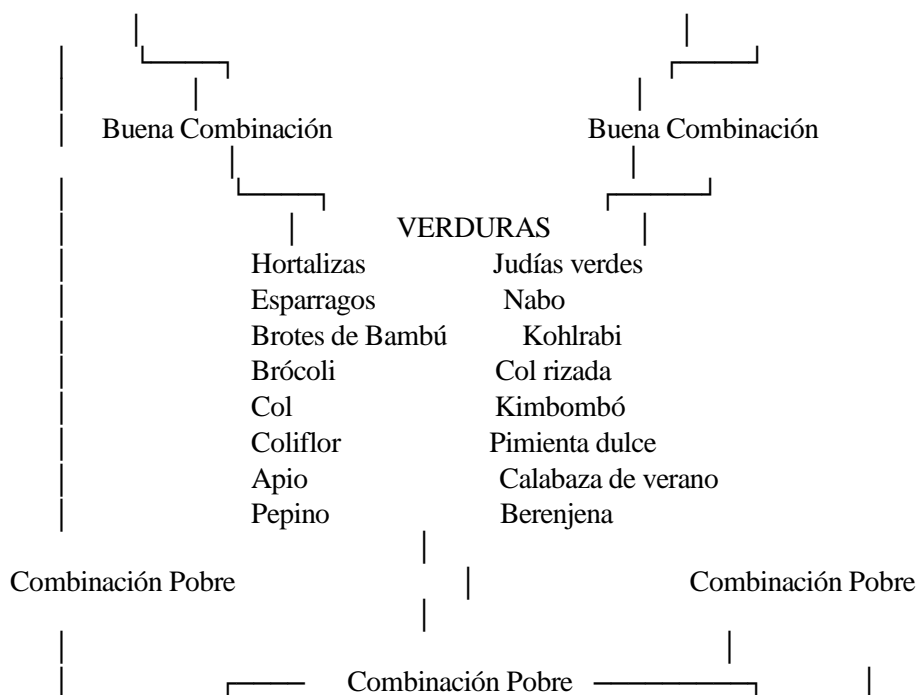 Buena Combinación Buena Combinación
VERDURAS
Hortalizas Judías verdes
Esparragos Nabo
Brotes de Bambú Kohlrabi
Brócoli Col rizada
Col Kimbombó
Coliflor Pimienta dulce
Apio Calabaza de verano
Pepino Berenjena
Combinación Pobre Combinación Pobre
Combinación Pobre